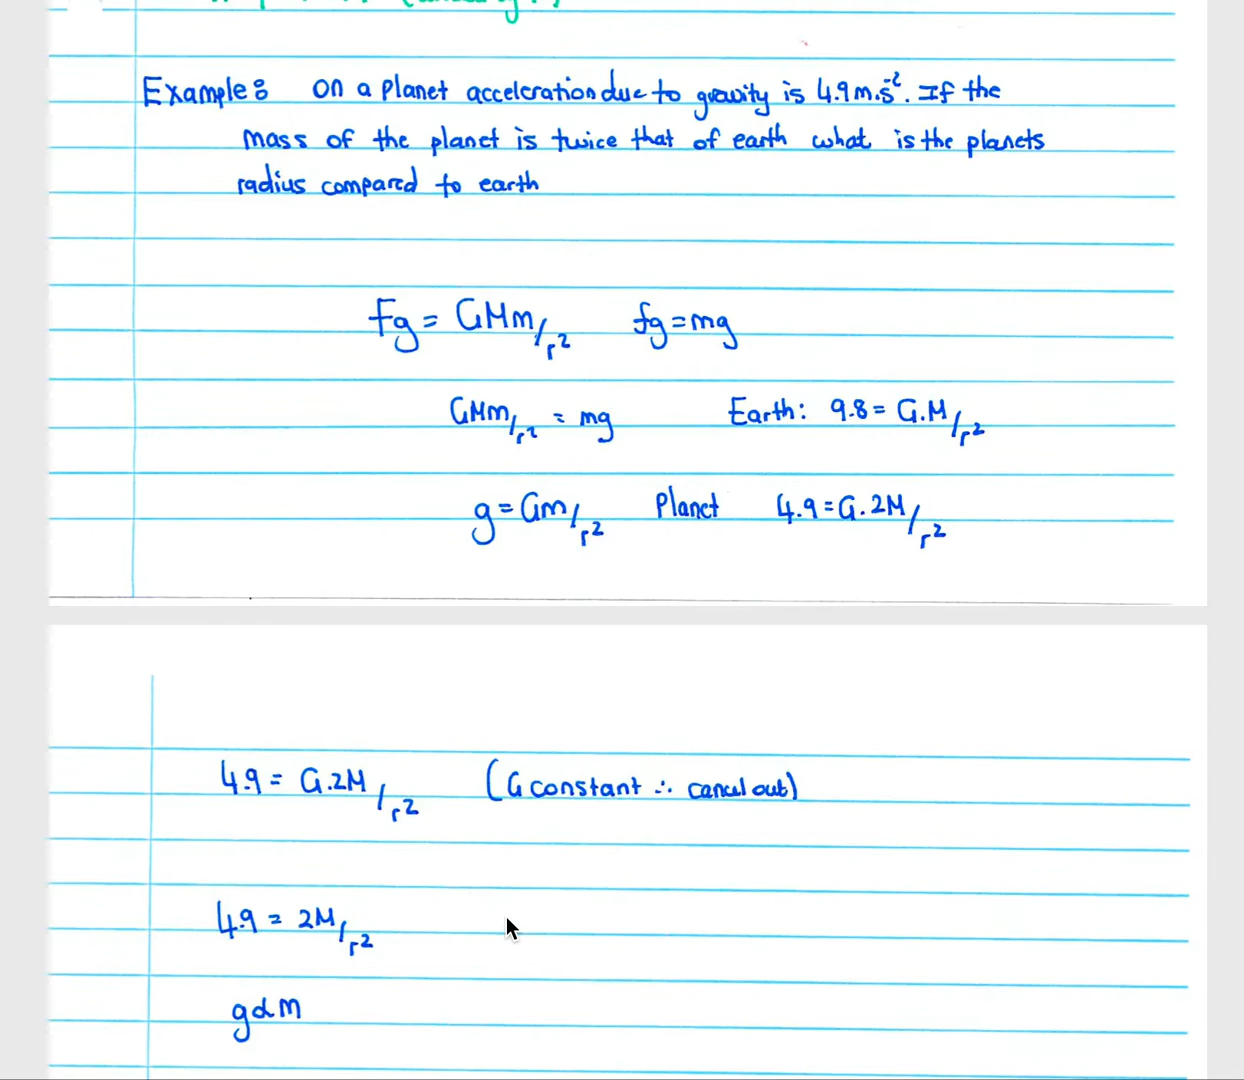 Example: On a planet acceleration due to gravity is 4.9 m.s⁻². If the
mass of the planet is twice that of earth what is the planets
radius compared to earth
Fg = GMm/r² fg = mg
GMm/r² = mg Earth: 9.8 = G.M/r²
g = Gm/r² Planet 4.9 = G.2M/r²
4.9 = G.2M/r² (G constant ∴ cancel out)
4.9 = 2M/r²
g α m